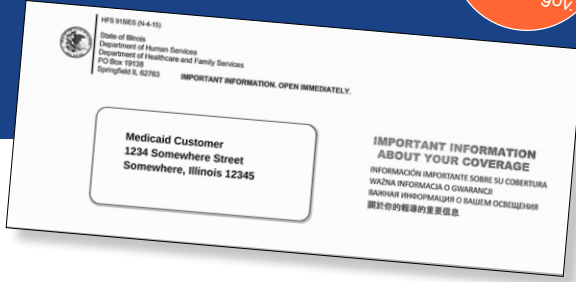 gov.
HFS 915IES (N-4-15)
State of Illinois
Department of Human Services
Department of Healthcare and Family Services
PO Box 19138
Springfield IL 62763
IMPORTANT INFORMATION. OPEN IMMEDIATELY.
Medicaid Customer
1234 Somewhere Street
Somewhere, Illinois 12345
IMPORTANT INFORMATION
ABOUT YOUR COVERAGE
INFORMACIÓN IMPORTANTE SOBRE SU COBERTURA
WAŻNA INFORMACIA O GWARANCJI
ВАЖНАЯ ИНФОРМАЦИЯ О ВАШЕМ ОСВЕЩЕНИЯ
關於你的報導的重要信息